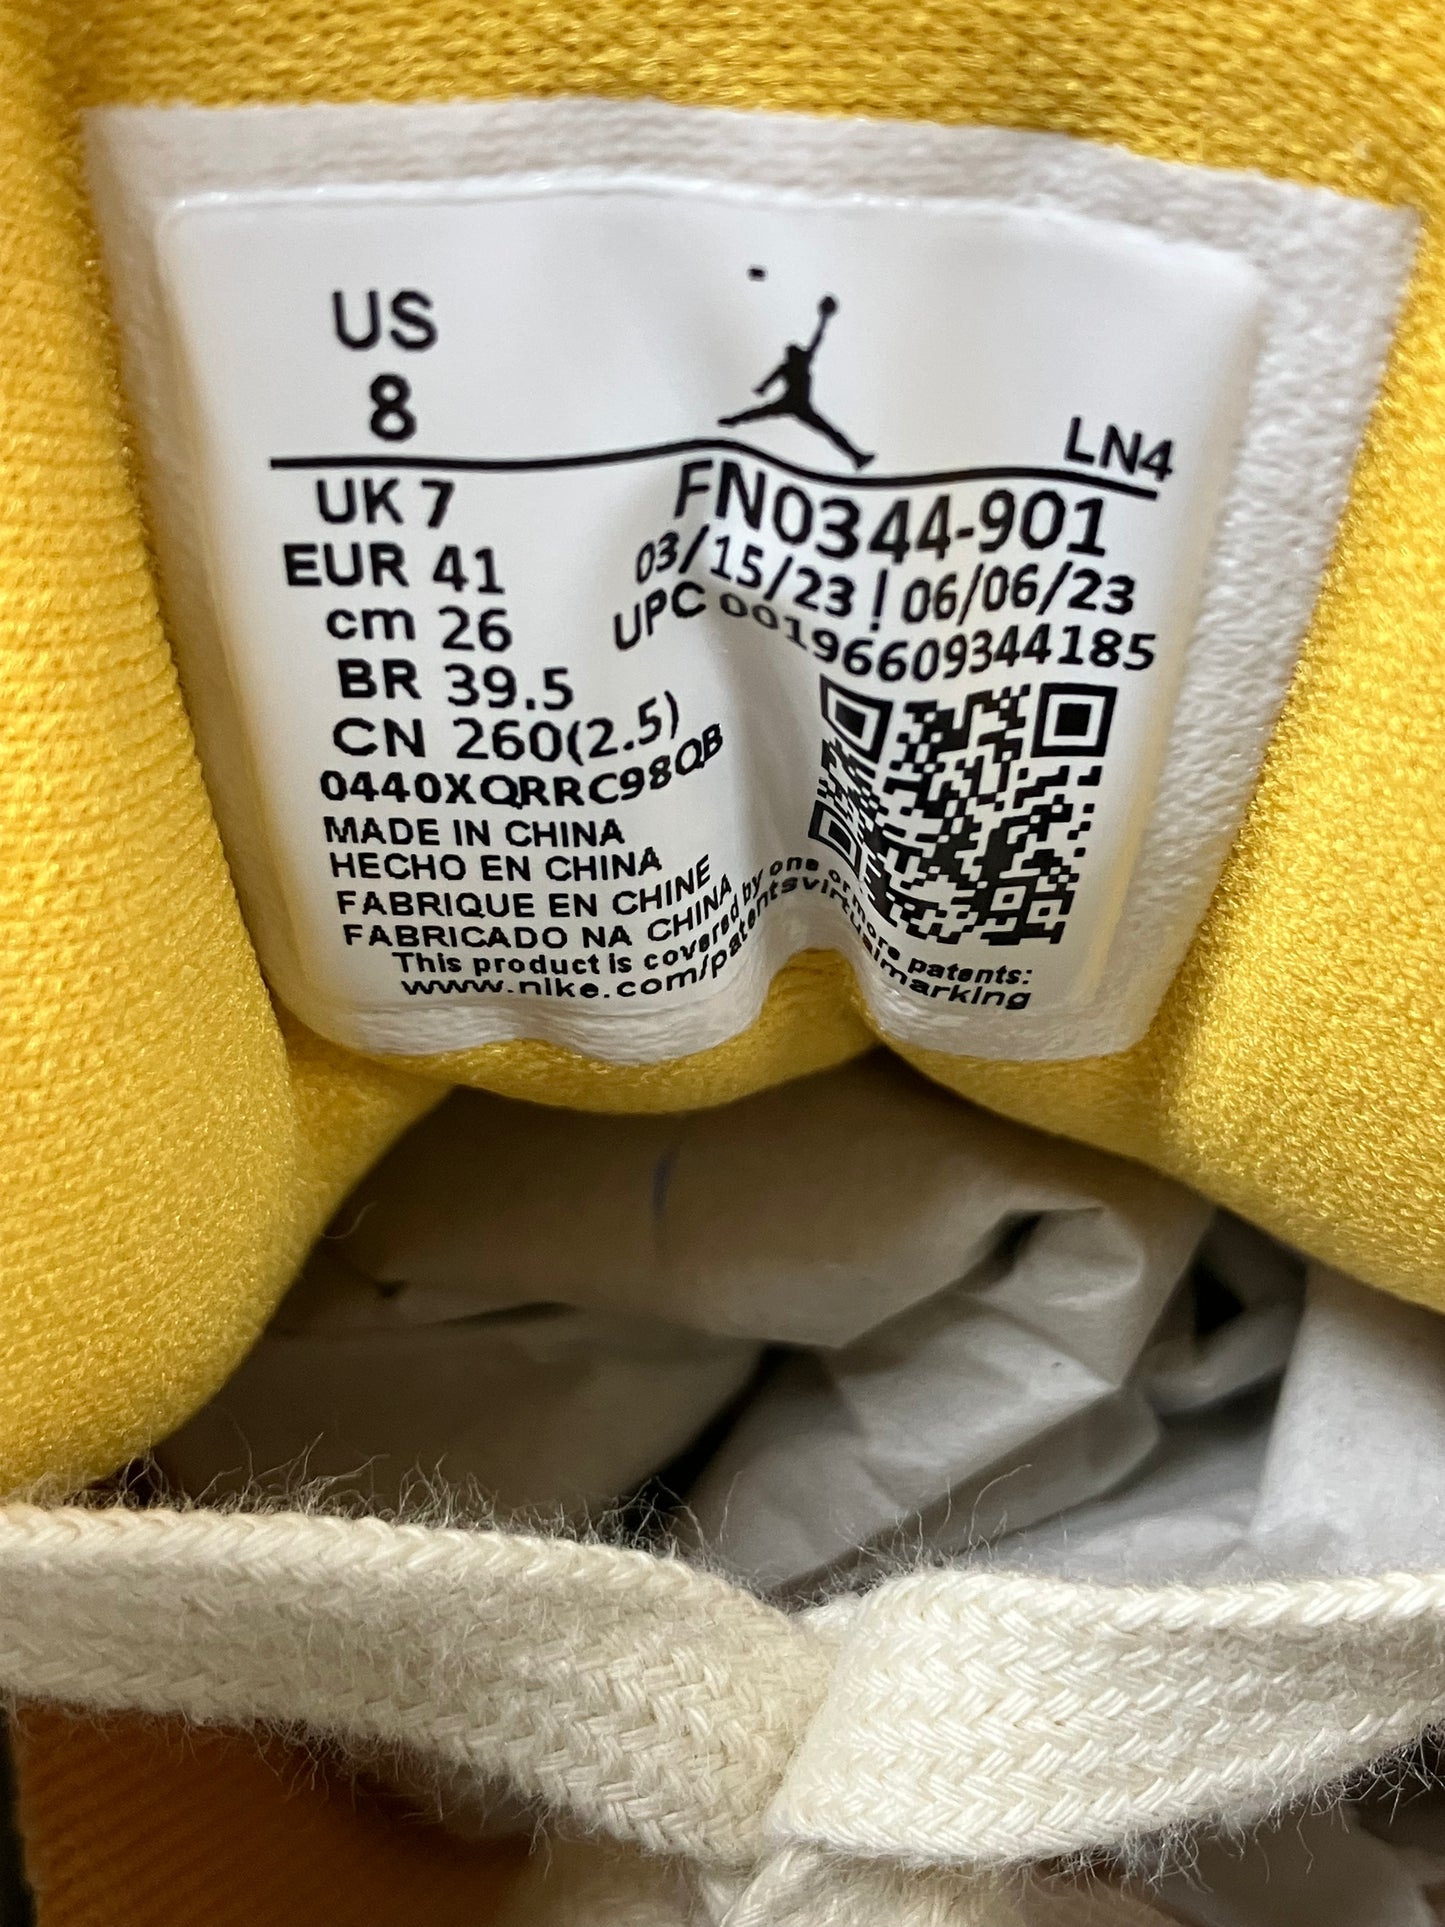 US
8
LN4
UK 7
EUR 41
cm 26
BR 39.5
CN 260(2.5)
FN0344-901
03/15/23 | 06/06/23
UPC 00196609344185
0440XQRRC98QB
MADE IN CHINA
HECHO EN CHINA
FABRIQUE EN CHINE
FABRICADO NA CHINA
This product is covered by one or more patents:
www.nike.com/patentsvirtualmarking